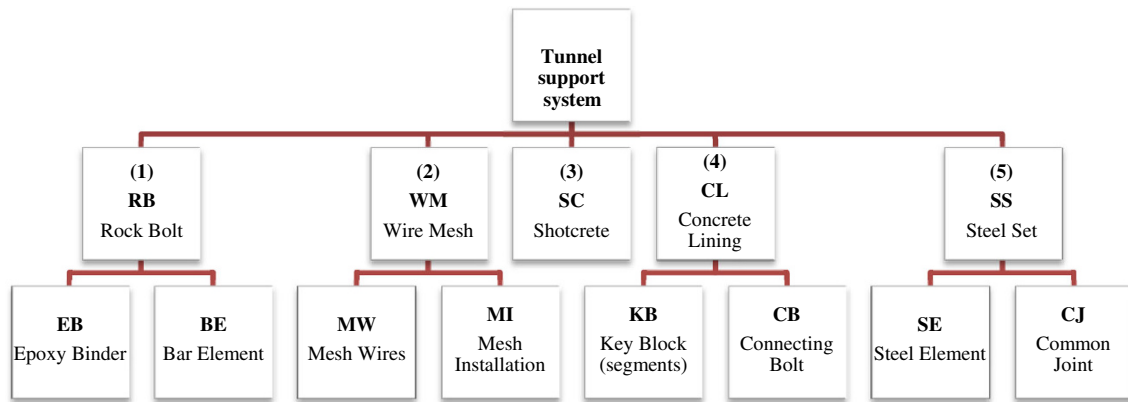 Tunnel
support
system
(1)
RB
Rock Bolt
(2)
WM
Wire Mesh
(3)
SC
Shotcrete
(4)
CL
Concrete
Lining
(5)
SS
Steel Set
EB
Epoxy Binder
BE
Bar Element
MW
Mesh Wires
MI
Mesh
Installation
KB
Key Block
(segments)
CB
Connecting
Bolt
SE
Steel Element
CJ
Common
Joint